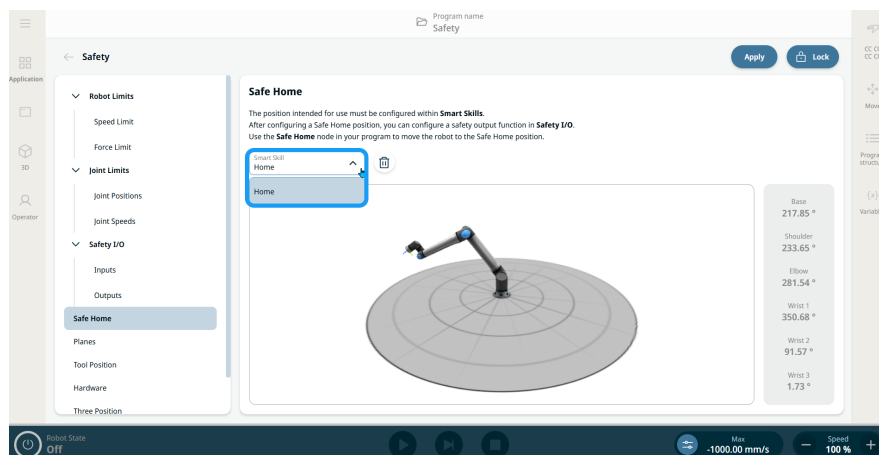 Program name
Safety
Safety
Apply
Lock
Application
3D
Operator
Robot Limits
Speed Limit
Force Limit
Joint Limits
Joint Positions
Joint Speeds
Safety I/O
Inputs
Outputs
Safe Home
Planes
Tool Position
Hardware
Three Position
Safe Home
The position intended for use must be configured within Smart Skills.
After configuring a Safe Home position, you can configure a safety output function in Safety I/O.
Use the Safe Home node in your program to move the robot to the Safe Home position.
Smart Skill
Home
Home
Base
217.85 °
Shoulder
233.65 °
Elbow
281.54 °
Wrist 1
350.68 °
Wrist 2
91.57 °
Wrist 3
1.73 °
Move
Robot State
Off
Max
-1000.00 mm/s
Speed
100 %